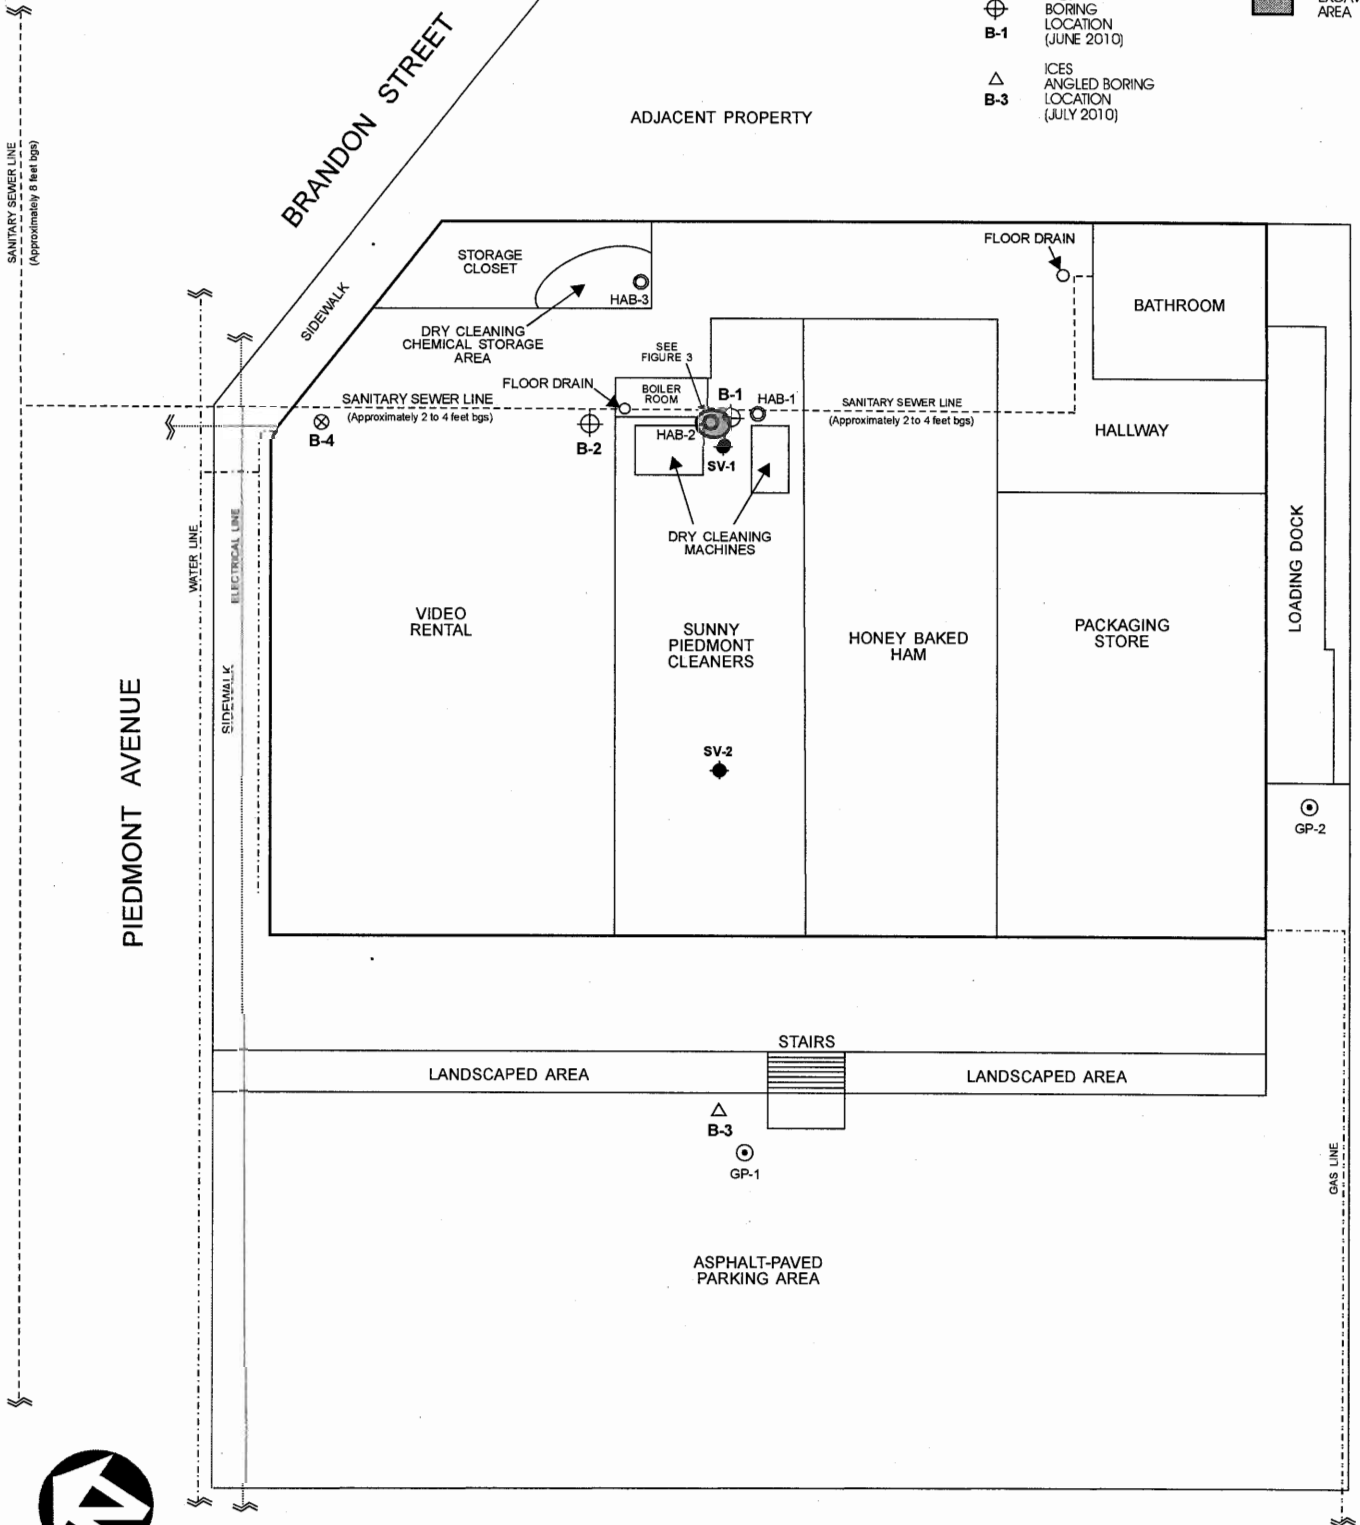 BORING
LOCATION
(JUNE 2010)
B-1
AREA
ICES
ANGLED BORING
LOCATION
(JULY 2010)
B-3
BRANDON STREET
ADJACENT PROPERTY
SANITARY SEWER LINE
(Approximately 8 feet bgs)
SIDEWALK
STORAGE
CLOSET
HAB-3
DRY CLEANING
CHEMICAL STORAGE
AREA
FLOOR DRAIN
BATHROOM
SEE
FIGURE 3
FLOOR DRAIN
BOILER
ROOM
B-1
HAB-1
SANITARY SEWER LINE
(Approximately 2 to 4 feet bgs)
SANITARY SEWER LINE
(Approximately 2 to 4 feet bgs)
B-4
B-2
HAB-2
SV-1
HALLWAY
DRY CLEANING
MACHINES
WATER LINE
ELECTRICAL LINE
SIDEWALK
LOADING DOCK
VIDEO
RENTAL
SUNNY
PIEDMONT
CLEANERS
HONEY BAKED
HAM
PACKAGING
STORE
PIEDMONT AVENUE
SV-2
GP-2
STAIRS
LANDSCAPED AREA
LANDSCAPED AREA
B-3
GP-1
GAS LINE
ASPHALT-PAVED
PARKING AREA